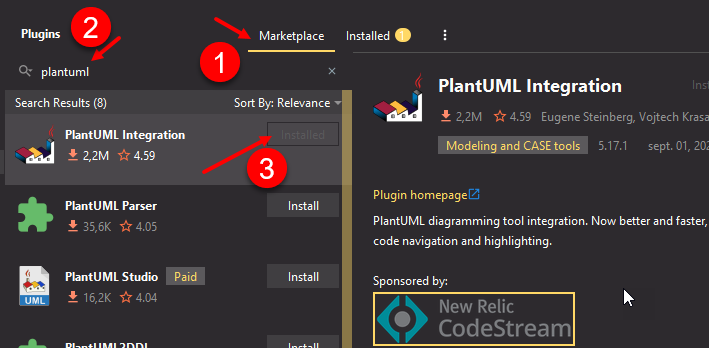 Plugins
2
Marketplace
Installed 1
1
plantuml
Search Results (8)
Sort By: Relevance
PlantUML Integration
2,2M
4.59
Installed
3
PlantUML Parser
35,6K
4.05
Install
PlantUML Studio
Paid
16,2K
4.04
Install
UML
PlantUML2DDL
PlantUML Integration
2,2M
4.59
Eugene Steinberg, Vojtech Krasa
Modeling and CASE tools
5.17.1
sept. 01, 202
Plugin homepage
PlantUML diagramming tool integration. Now better and faster,
code navigation and highlighting.
Sponsored by:
New Relic
CodeStream